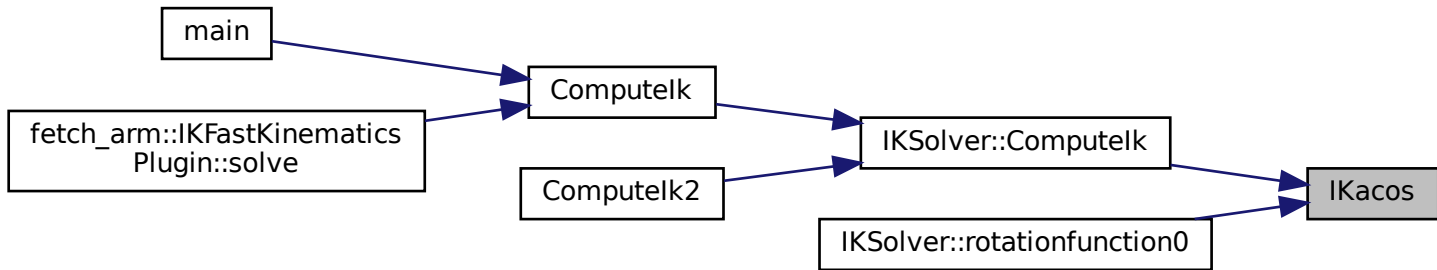 main
fetch_arm::IKFastKinematics
Plugin::solve
ComputeIk
ComputeIk2
IKSolver::ComputeIk
IKSolver::rotationfunction0
IKacos